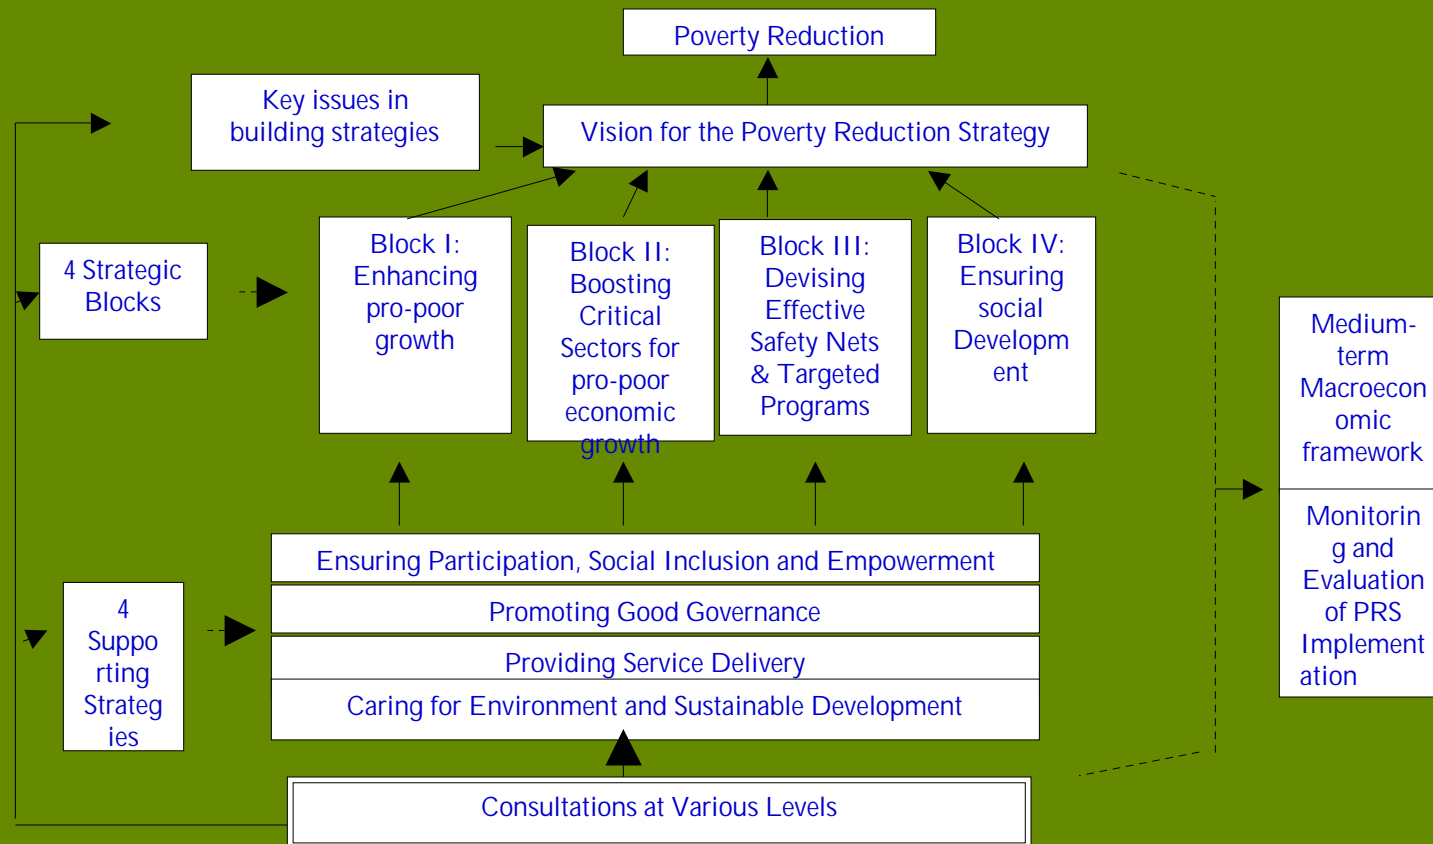 Poverty Reduction
Key issues in
building strategies
Vision for the Poverty Reduction Strategy
4 Strategic
Blocks
Block I:
Enhancing
pro-poor
growth
Block II:
Boosting
Critical
Sectors for
pro-poor
economic
growth
Block III:
Devising
Effective
Safety Nets
& Targeted
Programs
Block IV:
Ensuring
social
Developm
ent
Medium-
term
Macroecon
omic
framework
Monitorin
g and
Evaluation
of PRS
Implement
ation
4
Suppo
rting
Strateg
ies
Ensuring Participation, Social Inclusion and Empowerment
Promoting Good Governance
Providing Service Delivery
Caring for Environment and Sustainable Development
Consultations at Various Levels